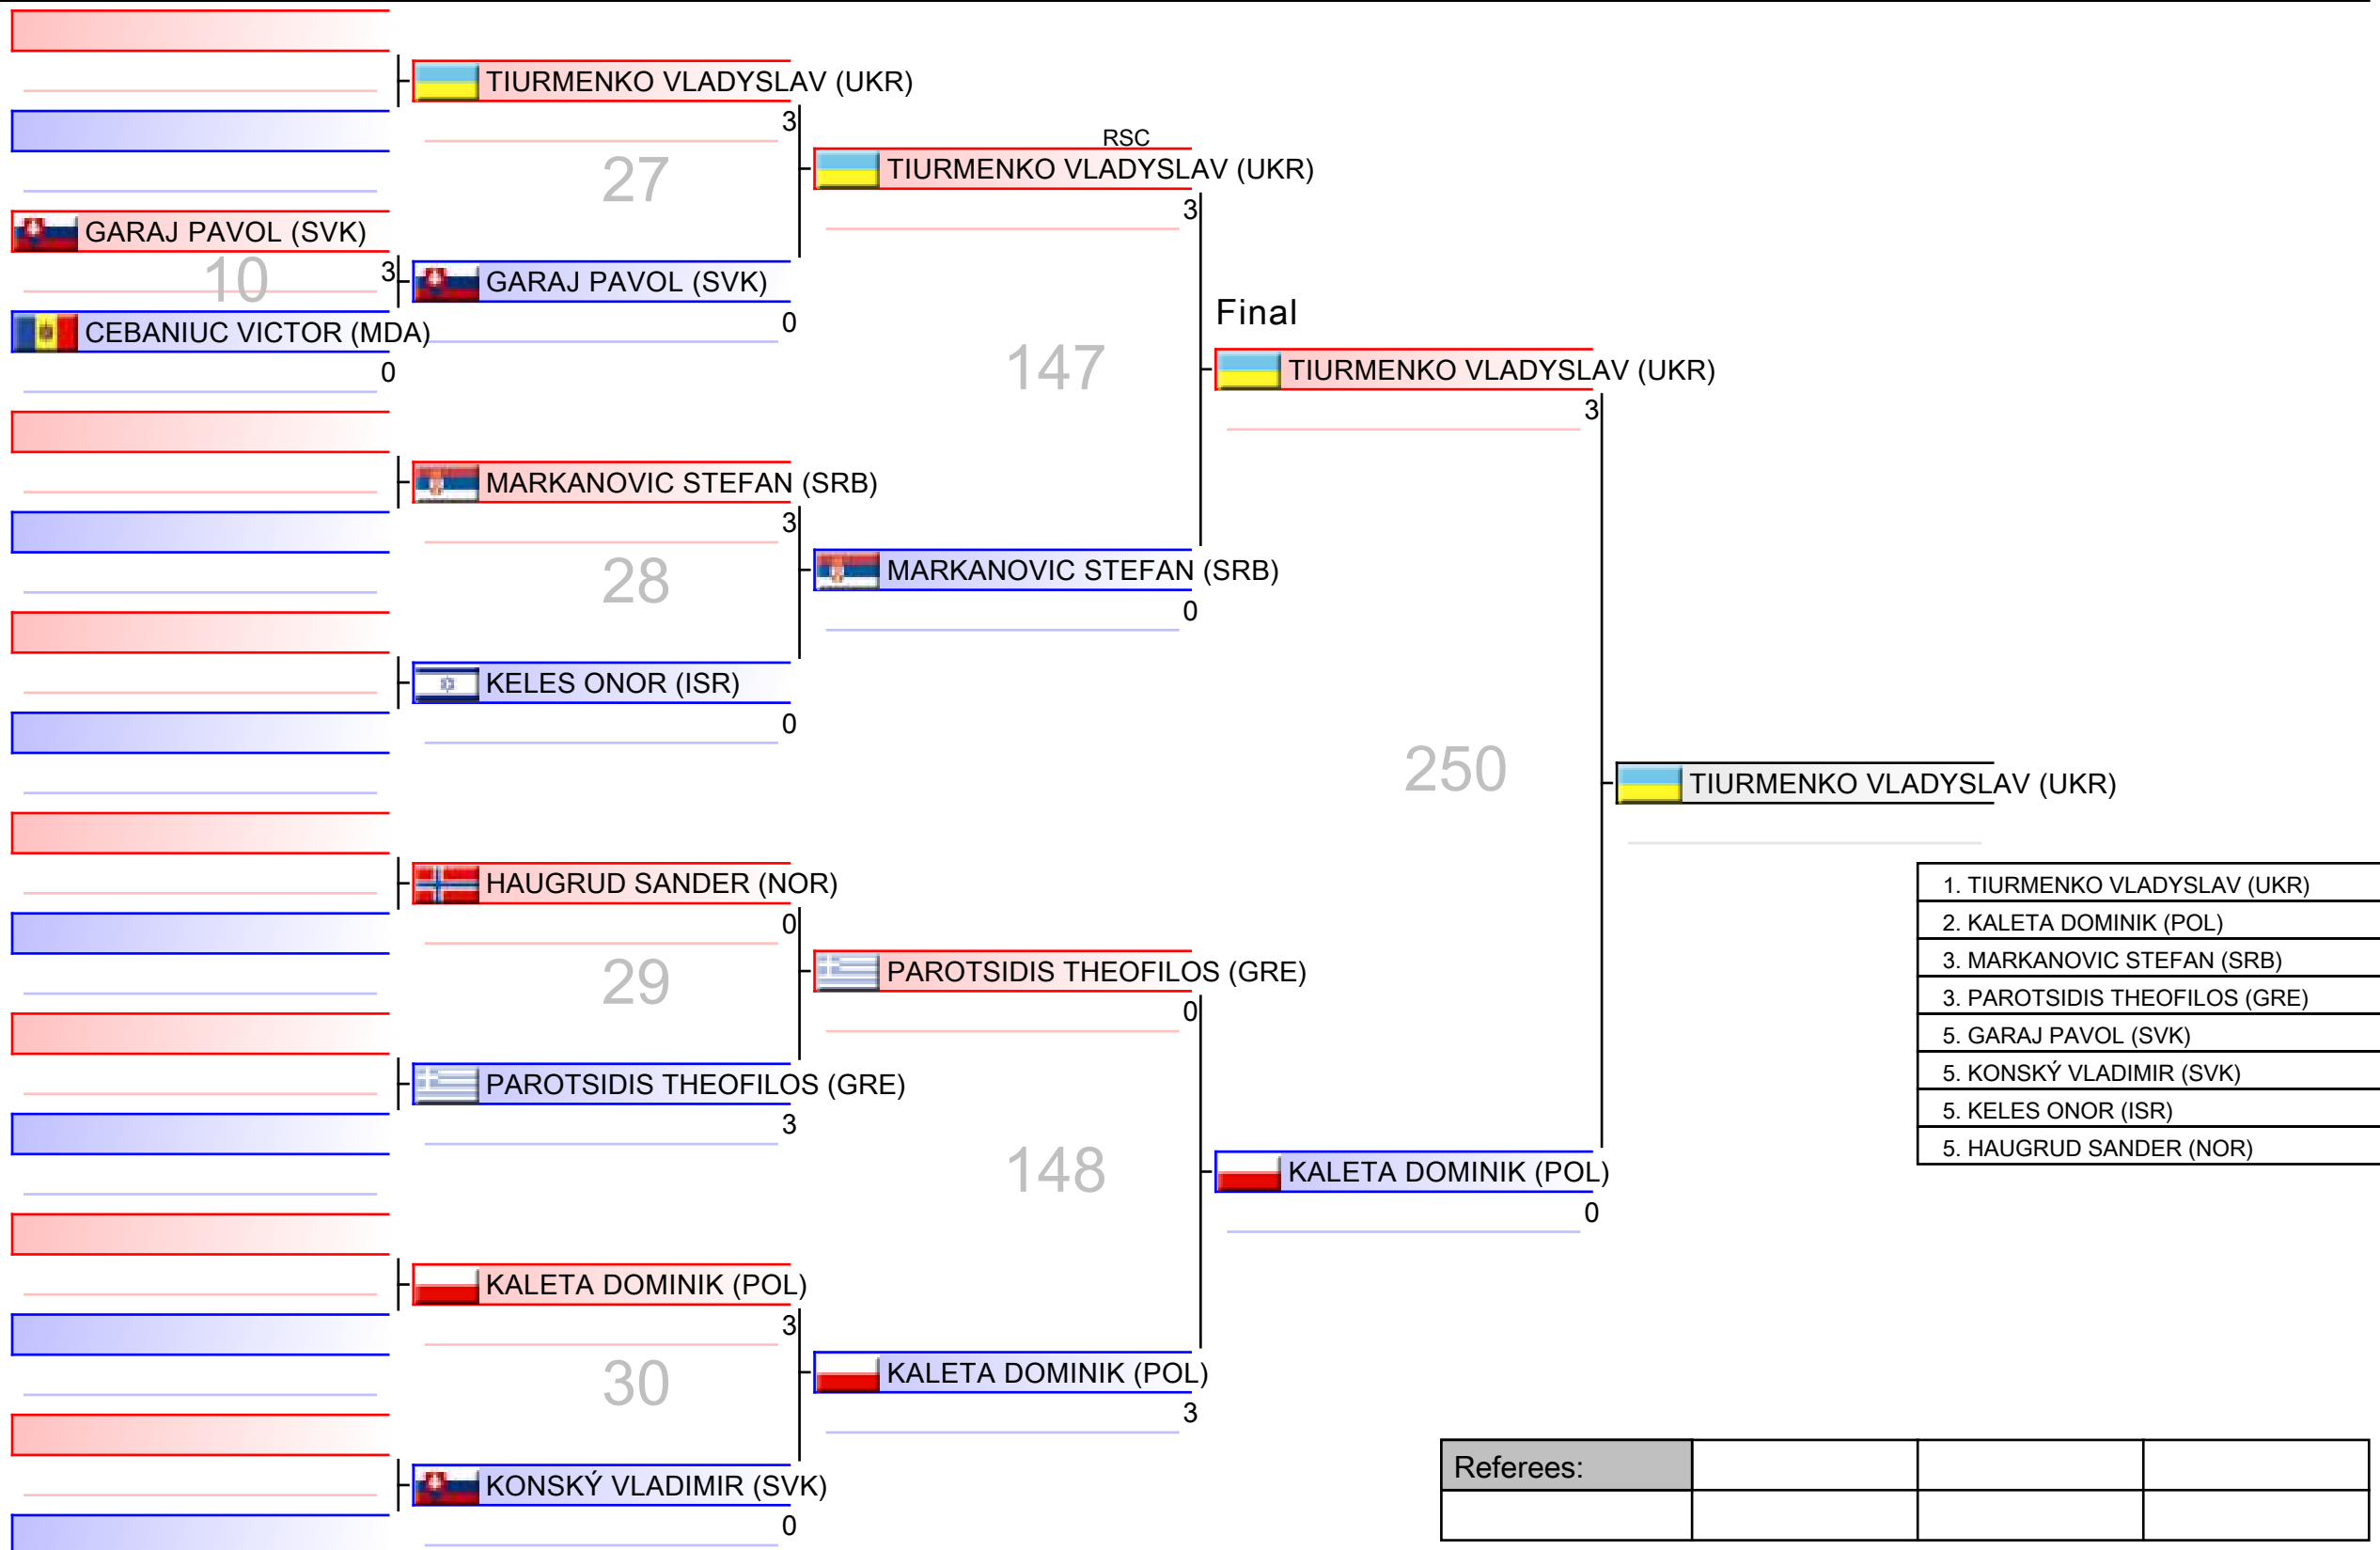 TIURMENKO VLADYSLAV (UKR)
3
27
RSC
TIURMENKO VLADYSLAV (UKR)
3
GARAJ PAVOL (SVK)
10
3
GARAJ PAVOL (SVK)
0
CEBANIUC VICTOR (MDA)
0
147
Final
TIURMENKO VLADYSLAV (UKR)
3
MARKANOVIC STEFAN (SRB)
3
28
MARKANOVIC STEFAN (SRB)
0
KELES ONOR (ISR)
0
250
TIURMENKO VLADYSLAV (UKR)
HAUGRUD SANDER (NOR)
0
29
PAROTSIDIS THEOFILOS (GRE)
0
PAROTSIDIS THEOFILOS (GRE)
3
148
KALETA DOMINIK (POL)
0
KALETA DOMINIK (POL)
3
30
KALETA DOMINIK (POL)
3
KONSKÝ VLADIMIR (SVK)
0
1. TIURMENKO VLADYSLAV (UKR)
2. KALETA DOMINIK (POL)
3. MARKANOVIC STEFAN (SRB)
3. PAROTSIDIS THEOFILOS (GRE)
5. GARAJ PAVOL (SVK)
5. KONSKÝ VLADIMIR (SVK)
5. KELES ONOR (ISR)
5. HAUGRUD SANDER (NOR)
Referees: